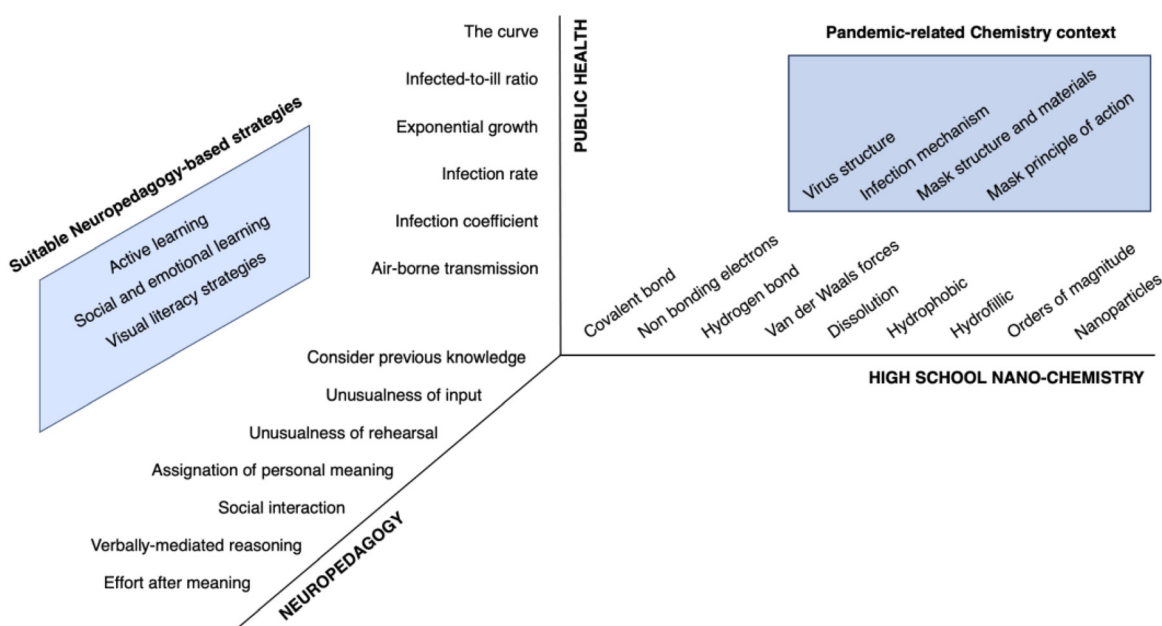 The curve
Infected-to-ill ratio
Exponential growth
Infection rate
Infection coefficient
Air-borne transmission
PUBLIC HEALTH
Pandemic-related Chemistry context
Virus structure
Infection mechanism
Mask structure and materials
Mask principle of action
Suitable Neuropedagogy-based strategies
Active learning
Social and emotional learning
Visual literacy strategies
Covalent bond
Non bonding electrons
Hydrogen bond
Van der Waals forces
Dissolution
Hydrophobic
Hydrofillic
Orders of magnitude
Nanoparticles
HIGH SCHOOL NANO-CHEMISTRY
Consider previous knowledge
Unusualness of input
Unusualness of rehearsal
Assignation of personal meaning
Social interaction
Verbally-mediated reasoning
Effort after meaning
NEUROPEDAGOGY